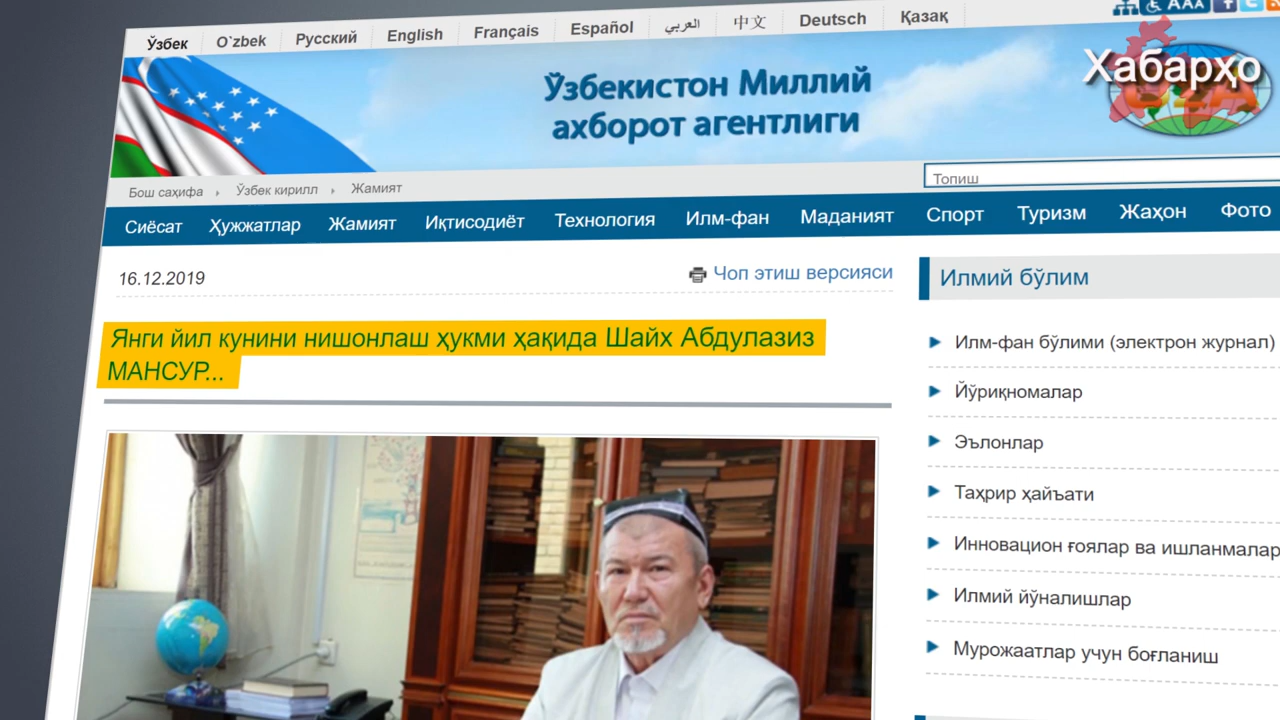 Ўзбек O`zbek Русский English Français Español العربي 中文 Deutsch Қазақ
AAA
Хабарҳо
Ўзбекистон Миллий
ахборот агентлиги
Бош саҳифа Ўзбек кирилл Жамият
Топиш
Сиёсат Ҳужжатлар Жамият Иқтисодиёт Технология Илм-фан Маданият Спорт Туризм Жаҳон Фото
16.12.2019
Чоп этиш версияси
Янги йил кунини нишонлаш ҳукми ҳақида Шайх Абдулазиз
МАНСУР...
Илмий бўлим
Илм-фан бўлими (электрон журнал)
Йўриқномалар
Эълонлар
Таҳрир ҳайъати
Инновацион ғоялар ва ишланмалар
Илмий йўналишлар
Мурожаатлар учун боғланиш